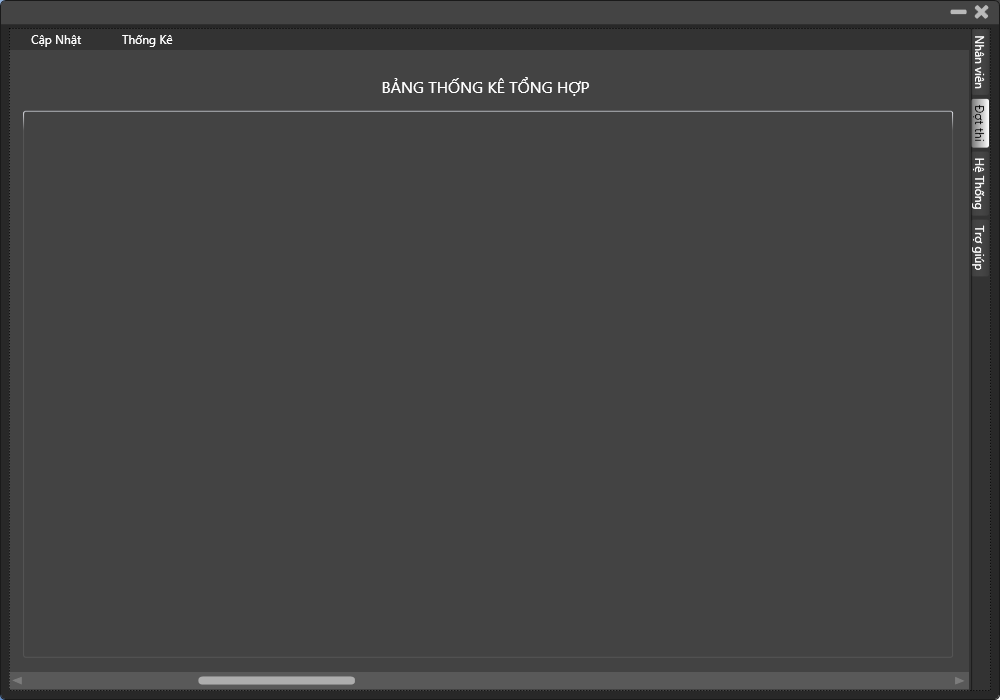 Cập Nhật
Thống Kê
BẢNG THỐNG KÊ TỔNG HỢP
Nhân viên
Đợt thi
Hệ Thống
Trợ giúp